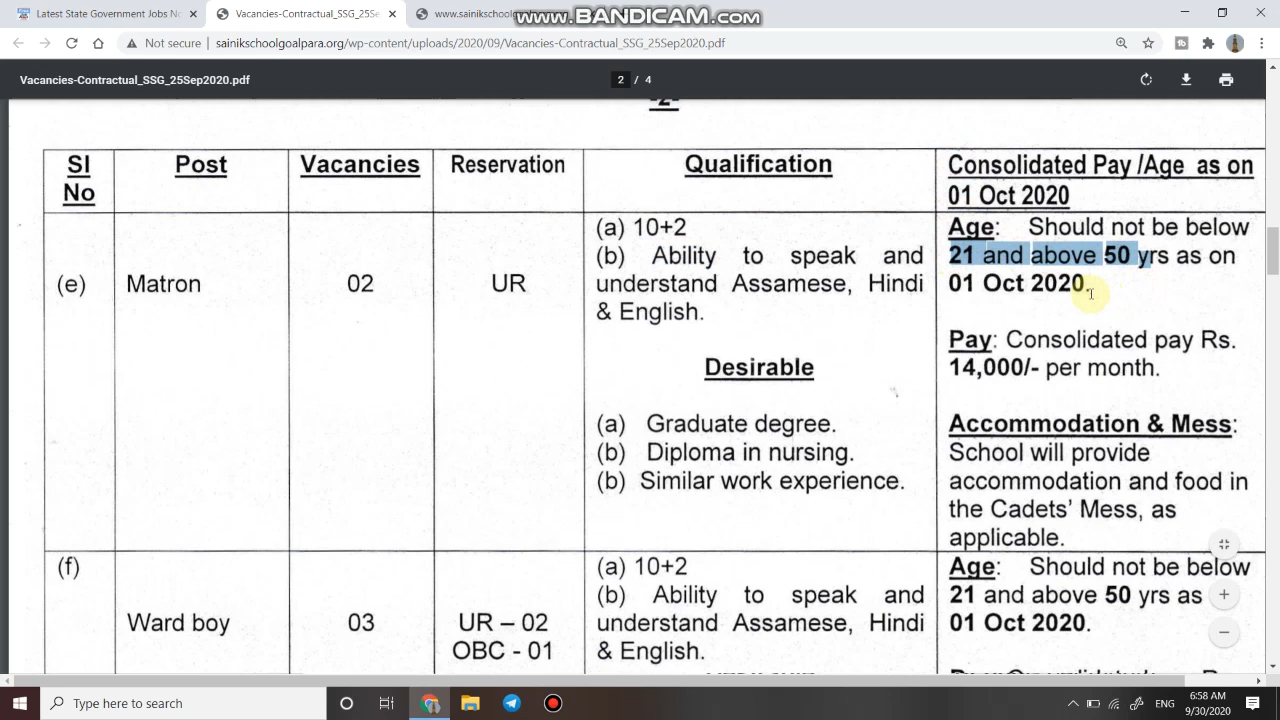 Latest State Government Jobs No
Vacancies-Contractual_SSG_25Se
www.sainikschoolg
www.BANDICAM.com
Not secure
sainikschoolgoalpara.org/wp-content/uploads/2020/09/Vacancies-Contractual_SSG_25Sep2020.pdf
Vacancies-Contractual_SSG_25Sep2020.pdf
2 / 4
-2-
Sl No
Post
Vacancies
Reservation
Qualification
Consolidated Pay /Age as on
01 Oct 2020
(e)
Matron
02
UR
(a) 10+2
(b) Ability to speak and
understand Assamese, Hindi
& English.
Desirable
(a) Graduate degree.
(b) Diploma in nursing.
(b) Similar work experience.
Age: Should not be below
21 and above 50 yrs as on
01 Oct 2020.
Pay: Consolidated pay Rs.
14,000/- per month.
Accommodation & Mess:
School will provide
accommodation and food in
the Cadets' Mess, as
applicable.
(f)
Ward boy
03
UR – 02
OBC - 01
(a) 10+2
(b) Ability to speak and
understand Assamese, Hindi
& English.
Age: Should not be below
21 and above 50 yrs as
01 Oct 2020.
Type here to search
ENG
6:58 AM
9/30/2020